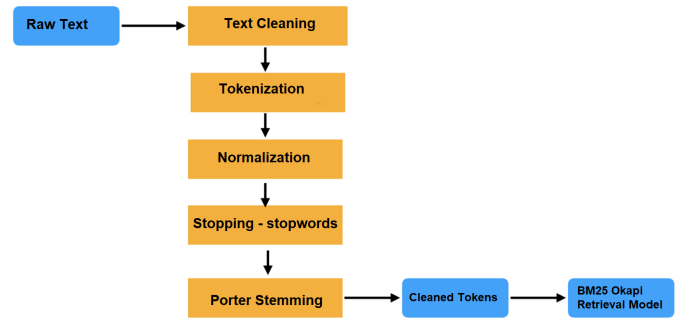 Raw Text
Text Cleaning
Tokenization
Normalization
Stopping - stopwords
Porter Stemming
Cleaned Tokens
BM25 Okapi
Retrieval Model